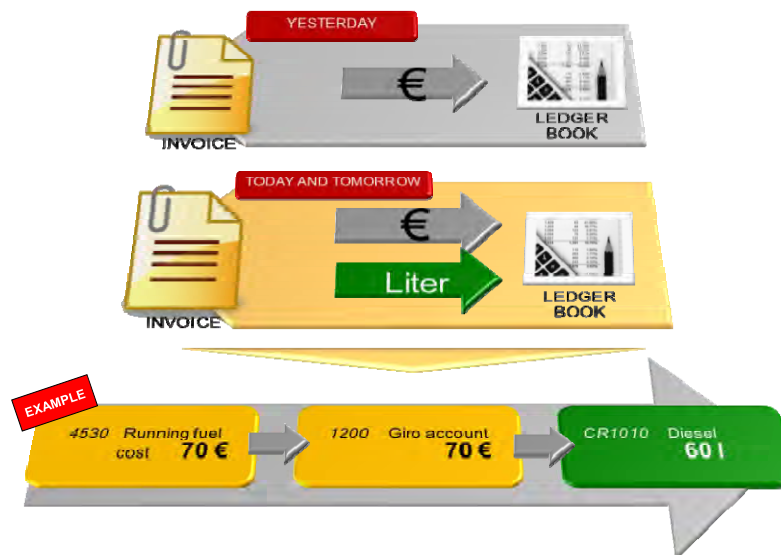 YESTERDAY
€
INVOICE
LEDGER
BOOK
TODAY AND TOMORROW
€
Liter
INVOICE
LEDGER
BOOK
EXAMPLE
4530 Running fuel
cost 70 €
1200 Giro account
70 €
CR1010 Diesel
60 l